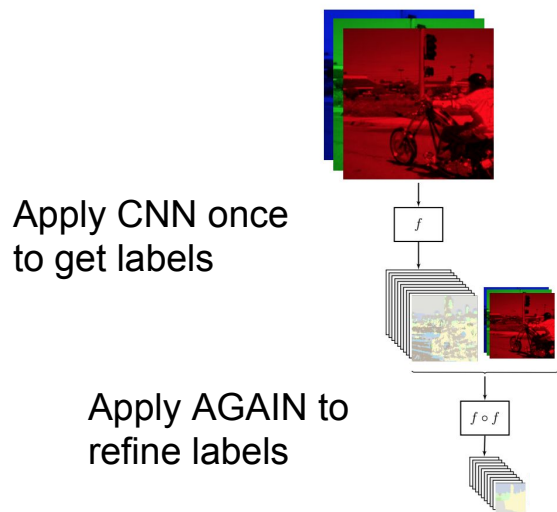 Apply CNN once
to get labels
f
Apply AGAIN to
refine labels
f ∘ f